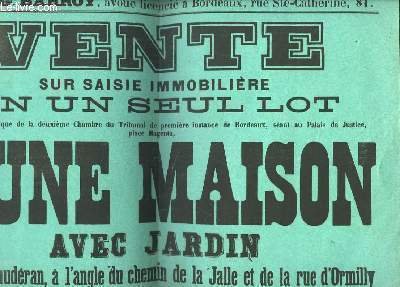 avoué licencié à Bordeaux, rue Ste-Catherine, 81.
VENTE
SUR SAISIE IMMOBILIÈRE
N UN SEUL LOT
que de la deuxième Chambre du Tribunal de première instance de Bordeaux, séant au Palais de Justice,
place Magenta,
UNE MAISON
AVEC JARDIN
udéran, à l'angle du chemin de la Jalle et de la rue d'Ormilly